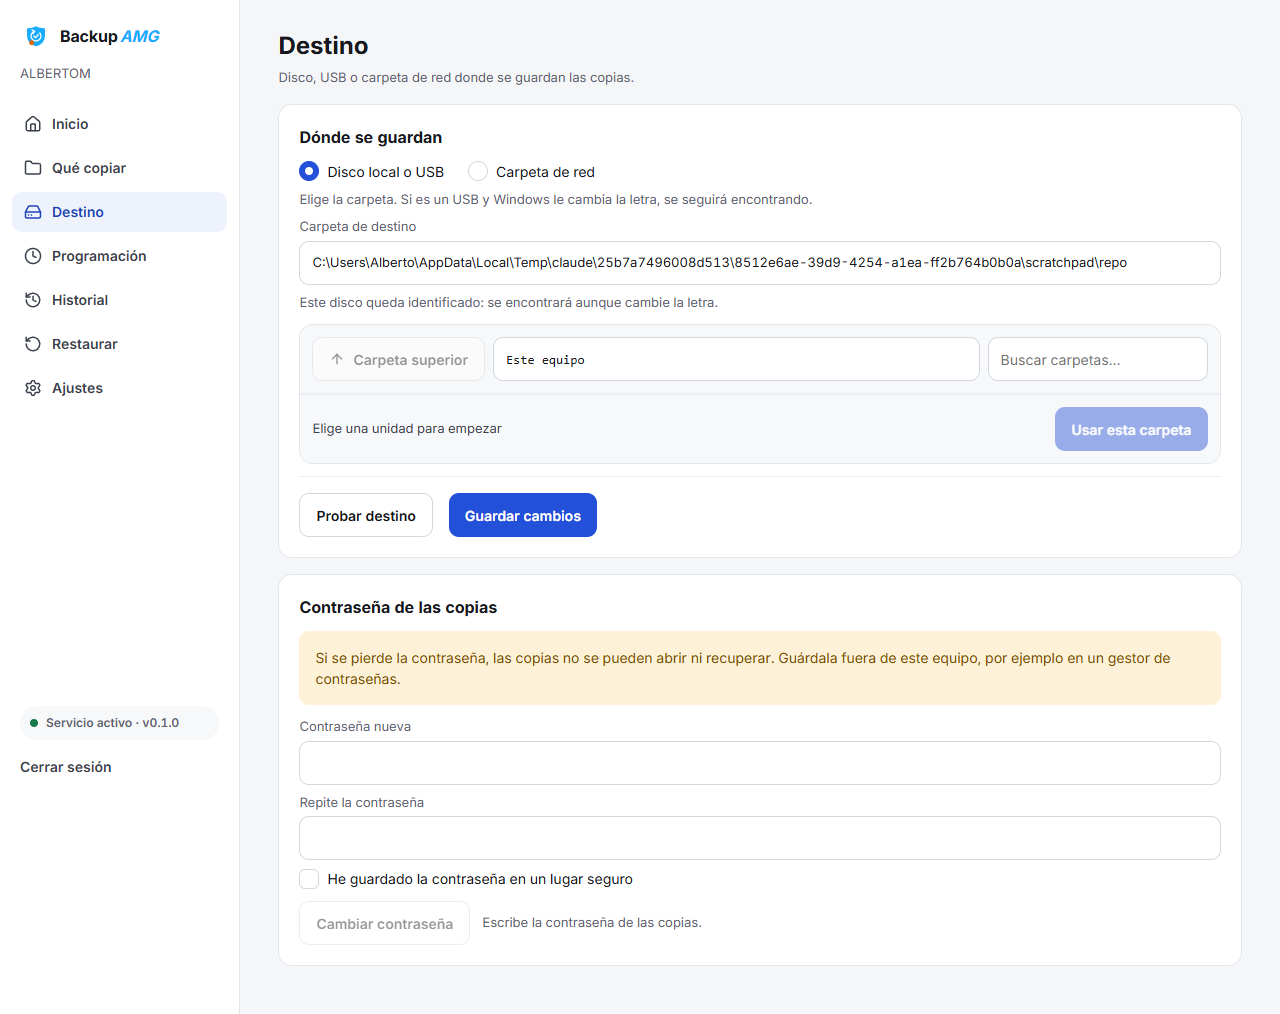 Backup AMG
ALBERTOM
Inicio
Qué copiar
Destino
Programación
Historial
Restaurar
Ajustes
Servicio activo · v0.1.0
Cerrar sesión
Destino
Disco, USB o carpeta de red donde se guardan las copias.
Dónde se guardan
Disco local o USB
Carpeta de red
Elige la carpeta. Si es un USB y Windows le cambia la letra, se seguirá encontrando.
Carpeta de destino
C:\Users\Alberto\AppData\Local\Temp\claude\25b7a7496008d513\8512e6ae-39d9-4254-a1ea-ff2b764b0b0a\scratchpad\repo
Este disco queda identificado: se encontrará aunque cambie la letra.
Carpeta superior
Este equipo
Buscar carpetas...
Elige una unidad para empezar
Usar esta carpeta
Probar destino
Guardar cambios
Contraseña de las copias
Si se pierde la contraseña, las copias no se pueden abrir ni recuperar. Guárdala fuera de este equipo, por ejemplo en un gestor de
contraseñas.
Contraseña nueva
Repite la contraseña
He guardado la contraseña en un lugar seguro
Cambiar contraseña
Escribe la contraseña de las copias.